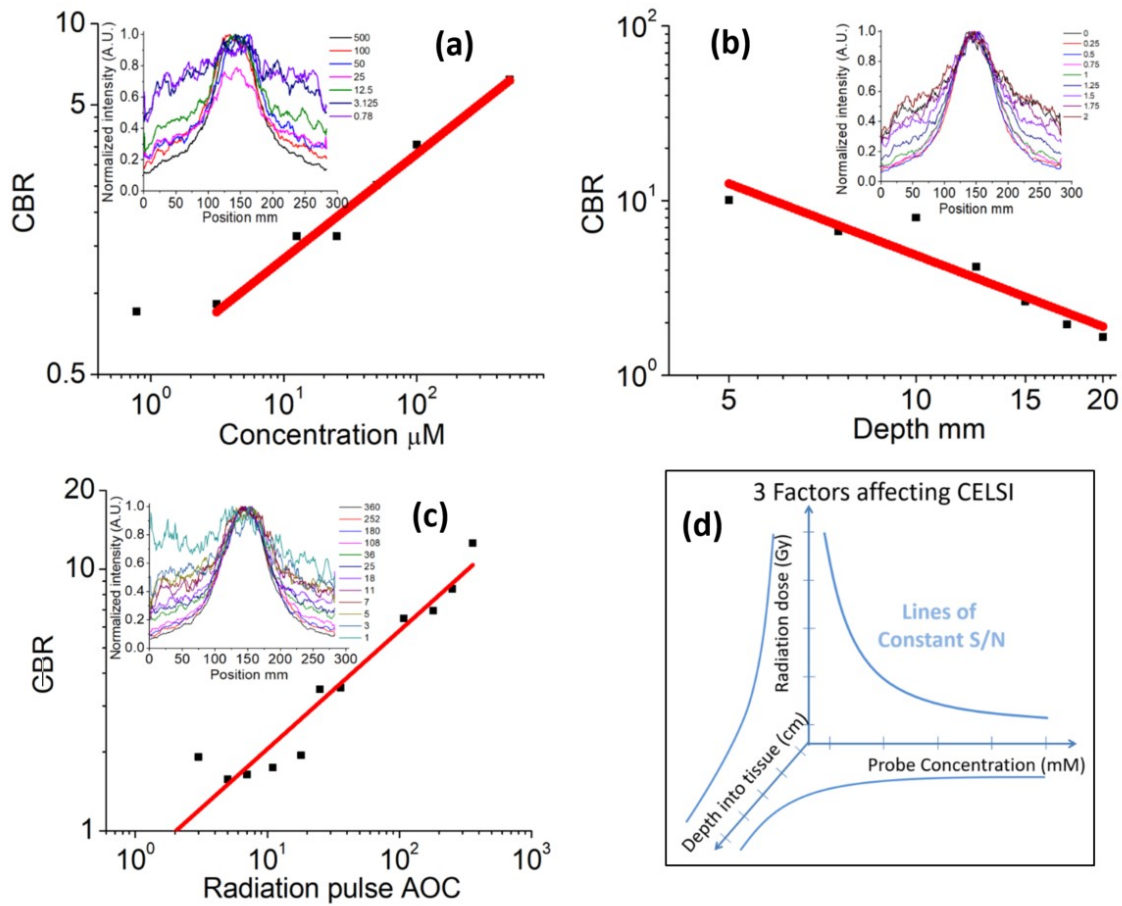 (a)
10
5
0.5
CBR
10⁰
10¹
10²
Concentration μM
Normalized intensity (A.U.)
1.0
0.8
0.6
0.4
0.2
0.0
0 50 100 150 200 250 300
Position mm
500
100
50
25
12.5
3.125
0.78
(b)
10²
10¹
10⁰
CBR
5 10 15 20
Depth mm
Normalized intensity (A.U.)
1.0
0.8
0.6
0.4
0.2
0.0
0 50 100 150 200 250 300
Position mm
0
0.25
0.5
0.75
1
1.25
1.5
1.75
2
(c)
20
10
1
CBR
10⁰
10¹
10²
10³
Radiation pulse AOC
Normalized intensity (A.U.)
1.0
0.8
0.6
0.4
0.2
0.0
0 50 100 150 200 250 300
Position mm
360
252
180
108
36
25
18
11
7
5
3
1
(d)
3 Factors affecting CELSI
Radiation dose (Gy)
Lines of
Constant S/N
Depth into tissue (cm)
Probe Concentration (mM)